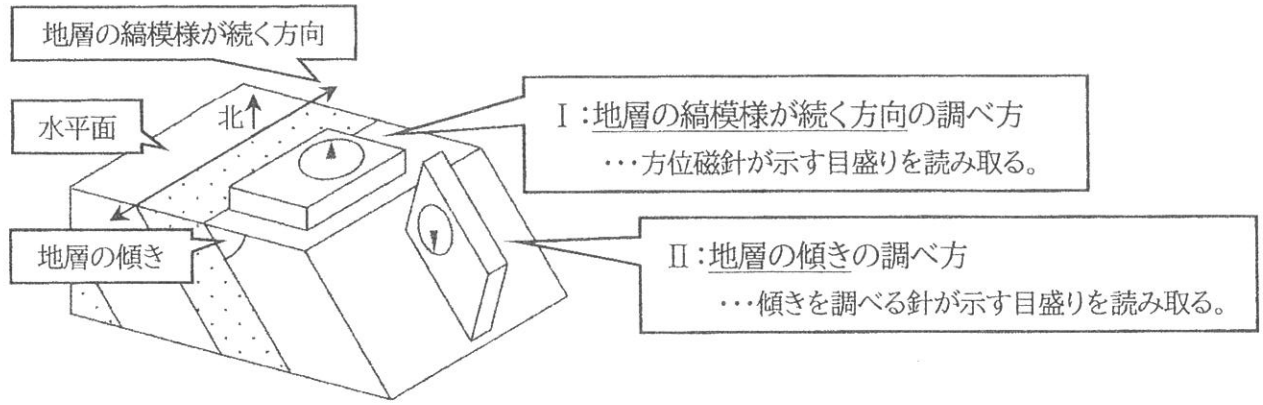 地層の縞模様が続く方向
水平面
北
地層の傾き
Ⅰ：地層の縞模様が続く方向の調べ方
…方位磁針が示す目盛りを読み取る。
Ⅱ：地層の傾きの調べ方
…傾きを調べる針が示す目盛りを読み取る。